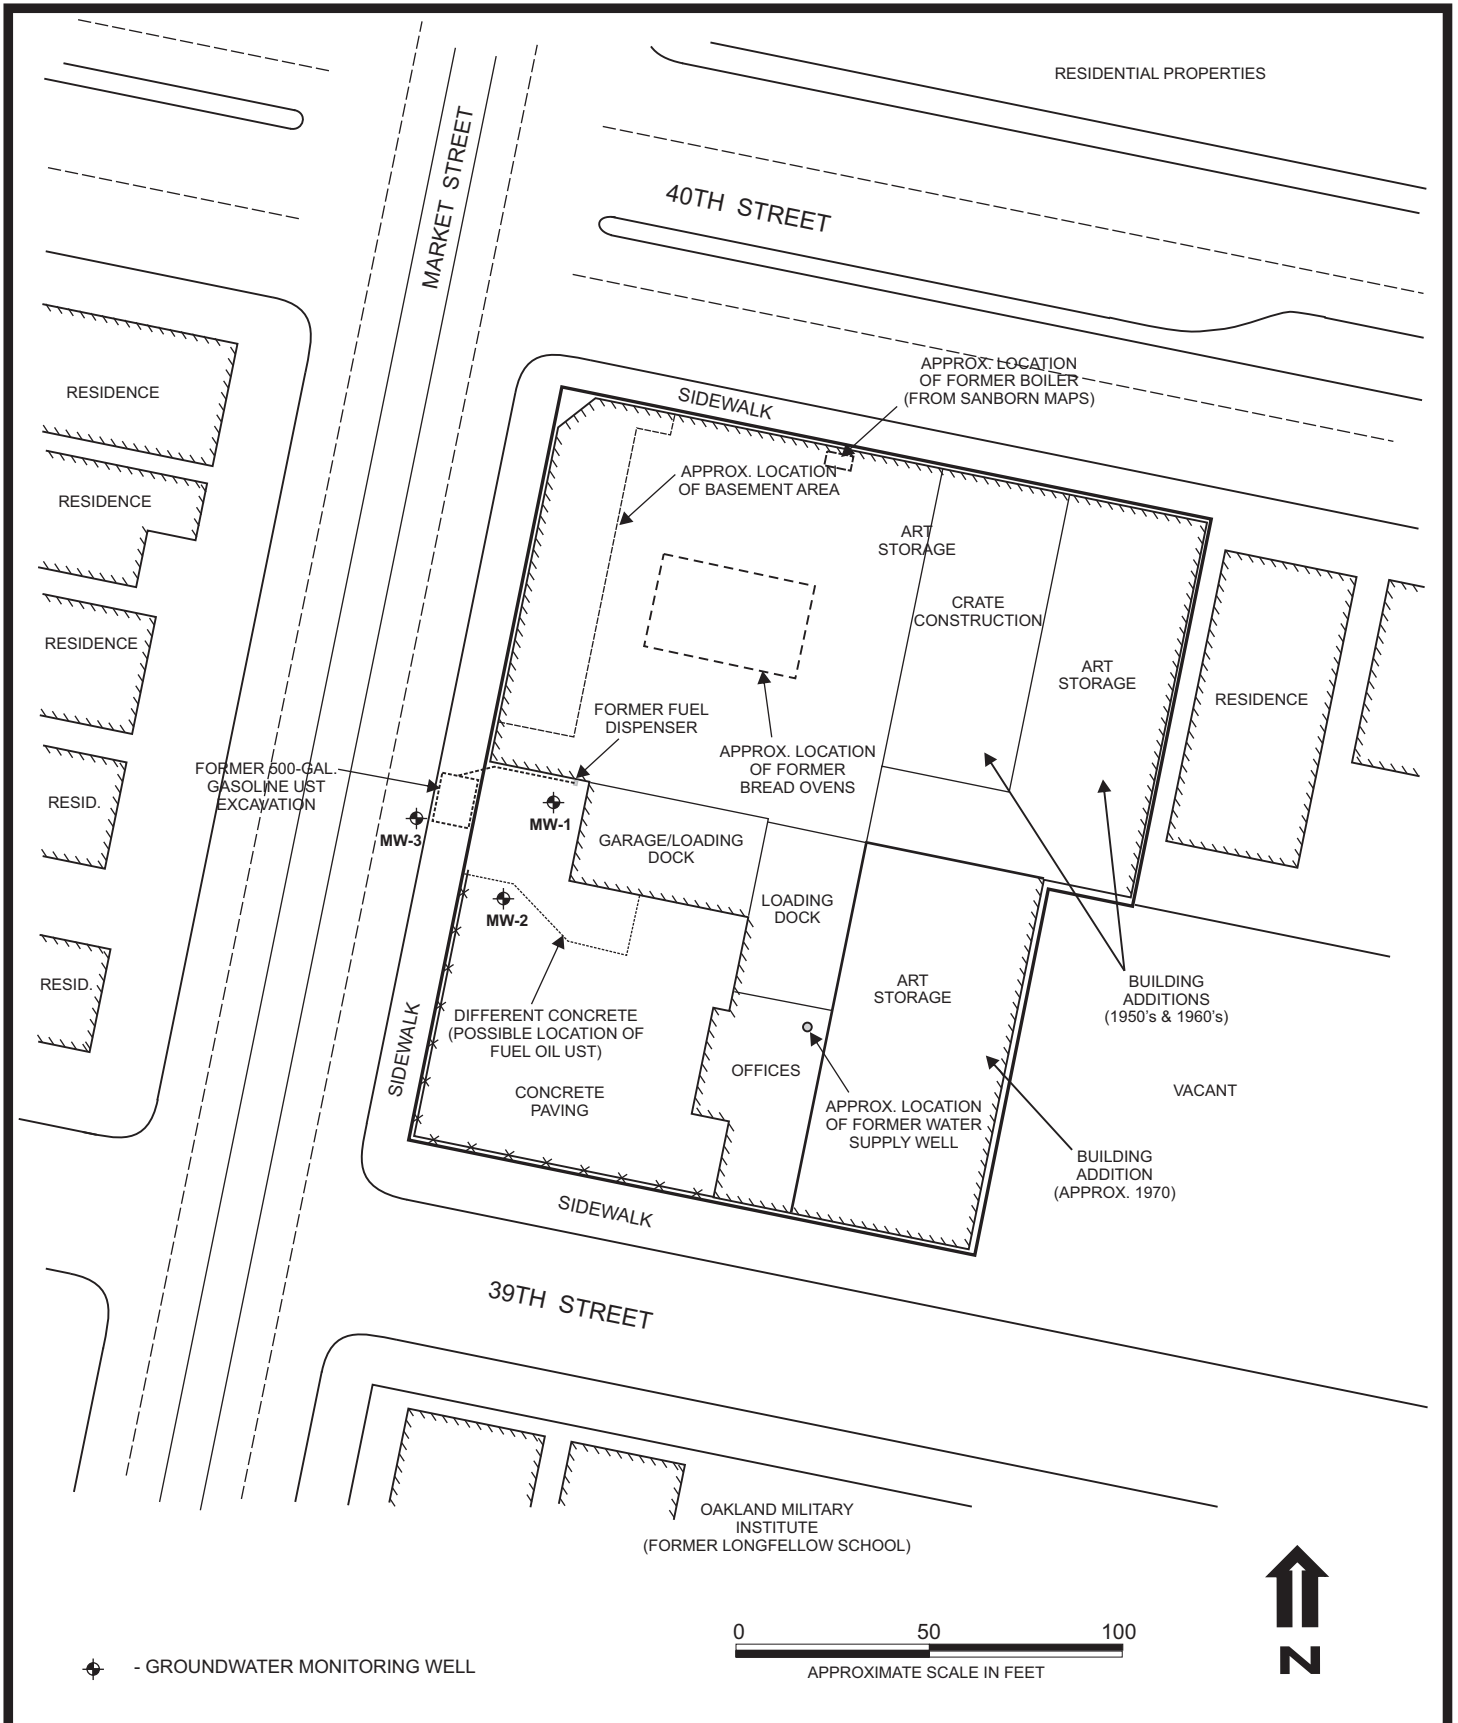 RESIDENTIAL PROPERTIES
MARKET STREET
40TH STREET
RESIDENCE
APPROX. LOCATION
OF FORMER BOILER
(FROM SANBORN MAPS)
SIDEWALK
RESIDENCE
APPROX. LOCATION
OF BASEMENT AREA
ART
STORAGE
CRATE
CONSTRUCTION
RESIDENCE
ART
STORAGE
RESIDENCE
FORMER FUEL
DISPENSER
APPROX. LOCATION
OF FORMER
BREAD OVENS
FORMER 500-GAL.
GASOLINE UST
EXCAVATION
RESID.
MW-1
MW-3
GARAGE/LOADING
DOCK
LOADING
DOCK
MW-2
RESID.
ART
STORAGE
BUILDING
ADDITIONS
(1950's & 1960's)
DIFFERENT CONCRETE
(POSSIBLE LOCATION OF
FUEL OIL UST)
SIDEWALK
OFFICES
VACANT
CONCRETE
PAVING
APPROX. LOCATION
OF FORMER WATER
SUPPLY WELL
BUILDING
ADDITION
(APPROX. 1970)
SIDEWALK
39TH STREET
OAKLAND MILITARY
INSTITUTE
(FORMER LONGFELLOW SCHOOL)
0 50 100
APPROXIMATE SCALE IN FEET
N
- GROUNDWATER MONITORING WELL